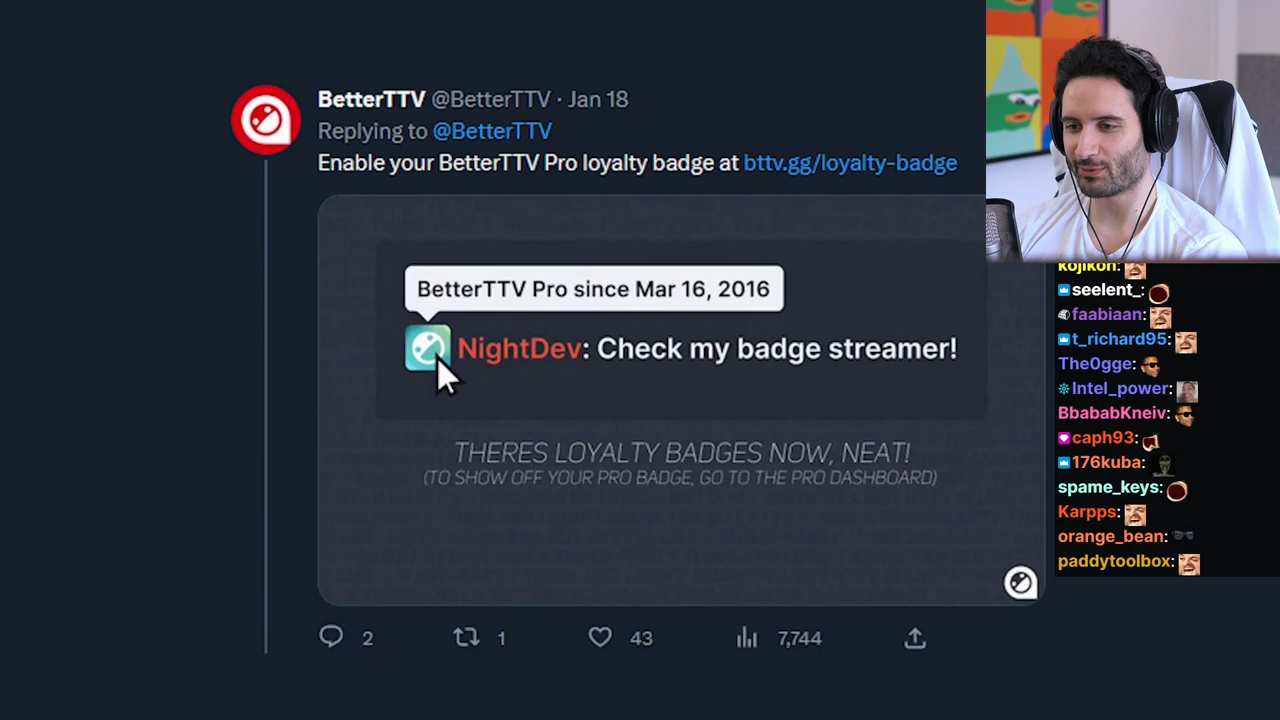 BetterTTV @BetterTTV · Jan 18
Replying to @BetterTTV
Enable your BetterTTV Pro loyalty badge at bttv.gg/loyalty-badge
BetterTTV Pro since Mar 16, 2016
NightDev: Check my badge streamer!
THERES LOYALTY BADGES NOW, NEAT!
(TO SHOW OFF YOUR PRO BADGE, GO TO THE PRO DASHBOARD)
2 1 43 7,744
kojikon:
seelent_:
faabiaan:
t_richard95:
The0gge:
Intel_power:
BbababKneiv:
caph93:
176kuba:
spame_keys:
Karpps:
orange_bean:
paddytoolbox: